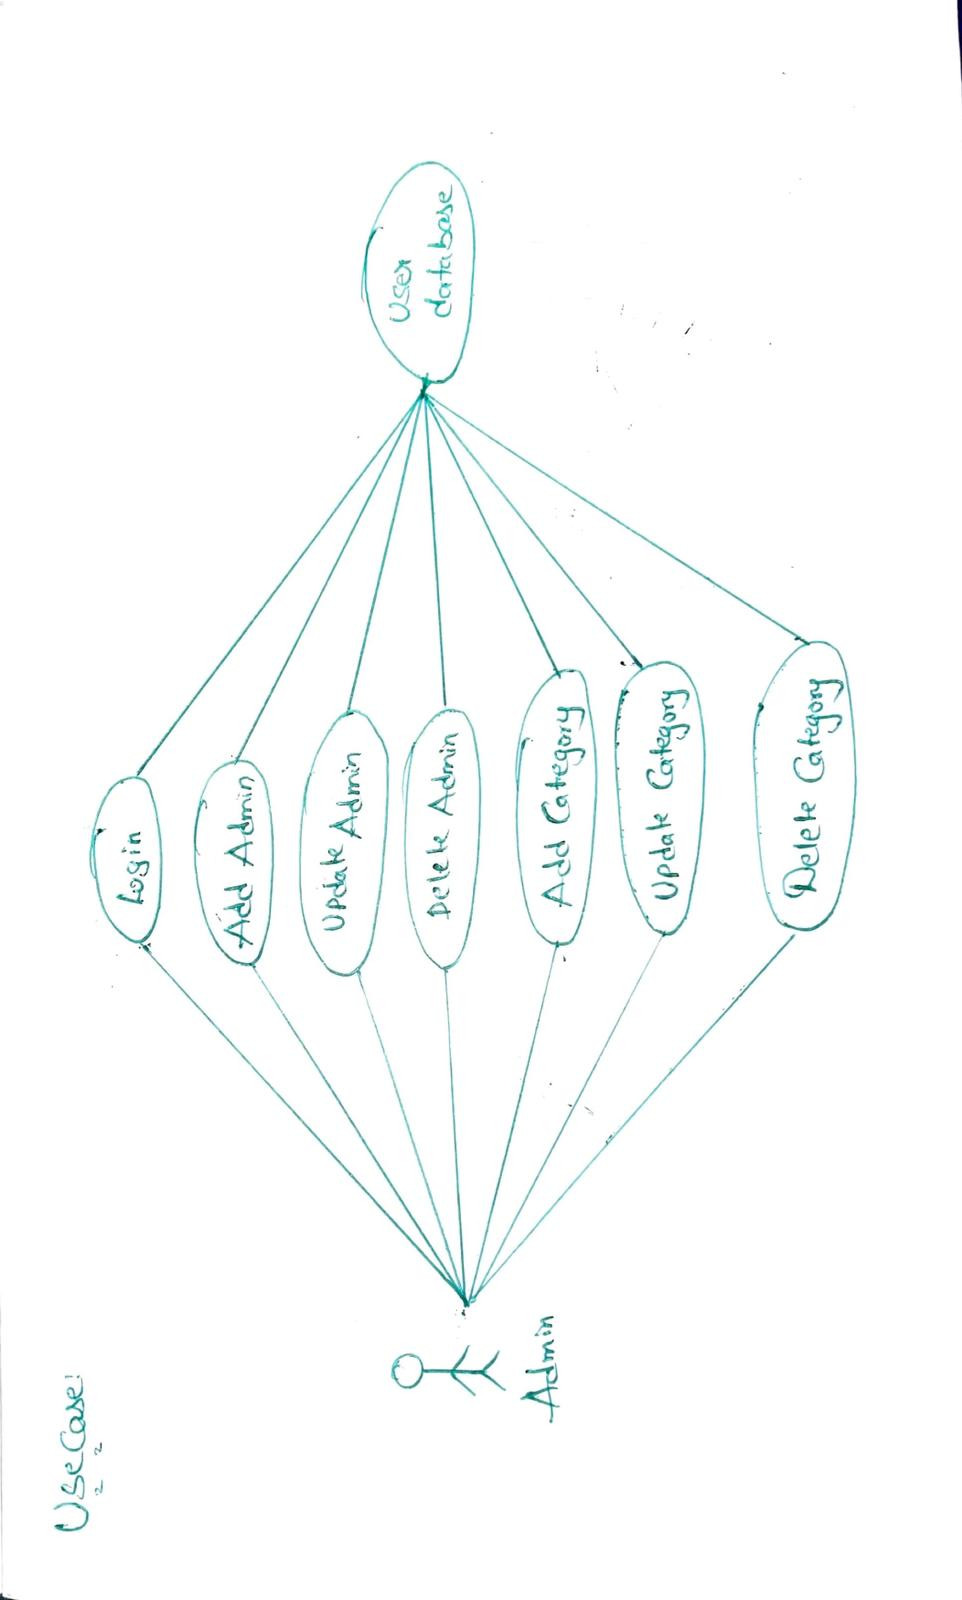 Use Case:
Login
Add Admin
Update Admin
Delete Admin
Add Category
Update Category
Delete Category
User
database
Admin